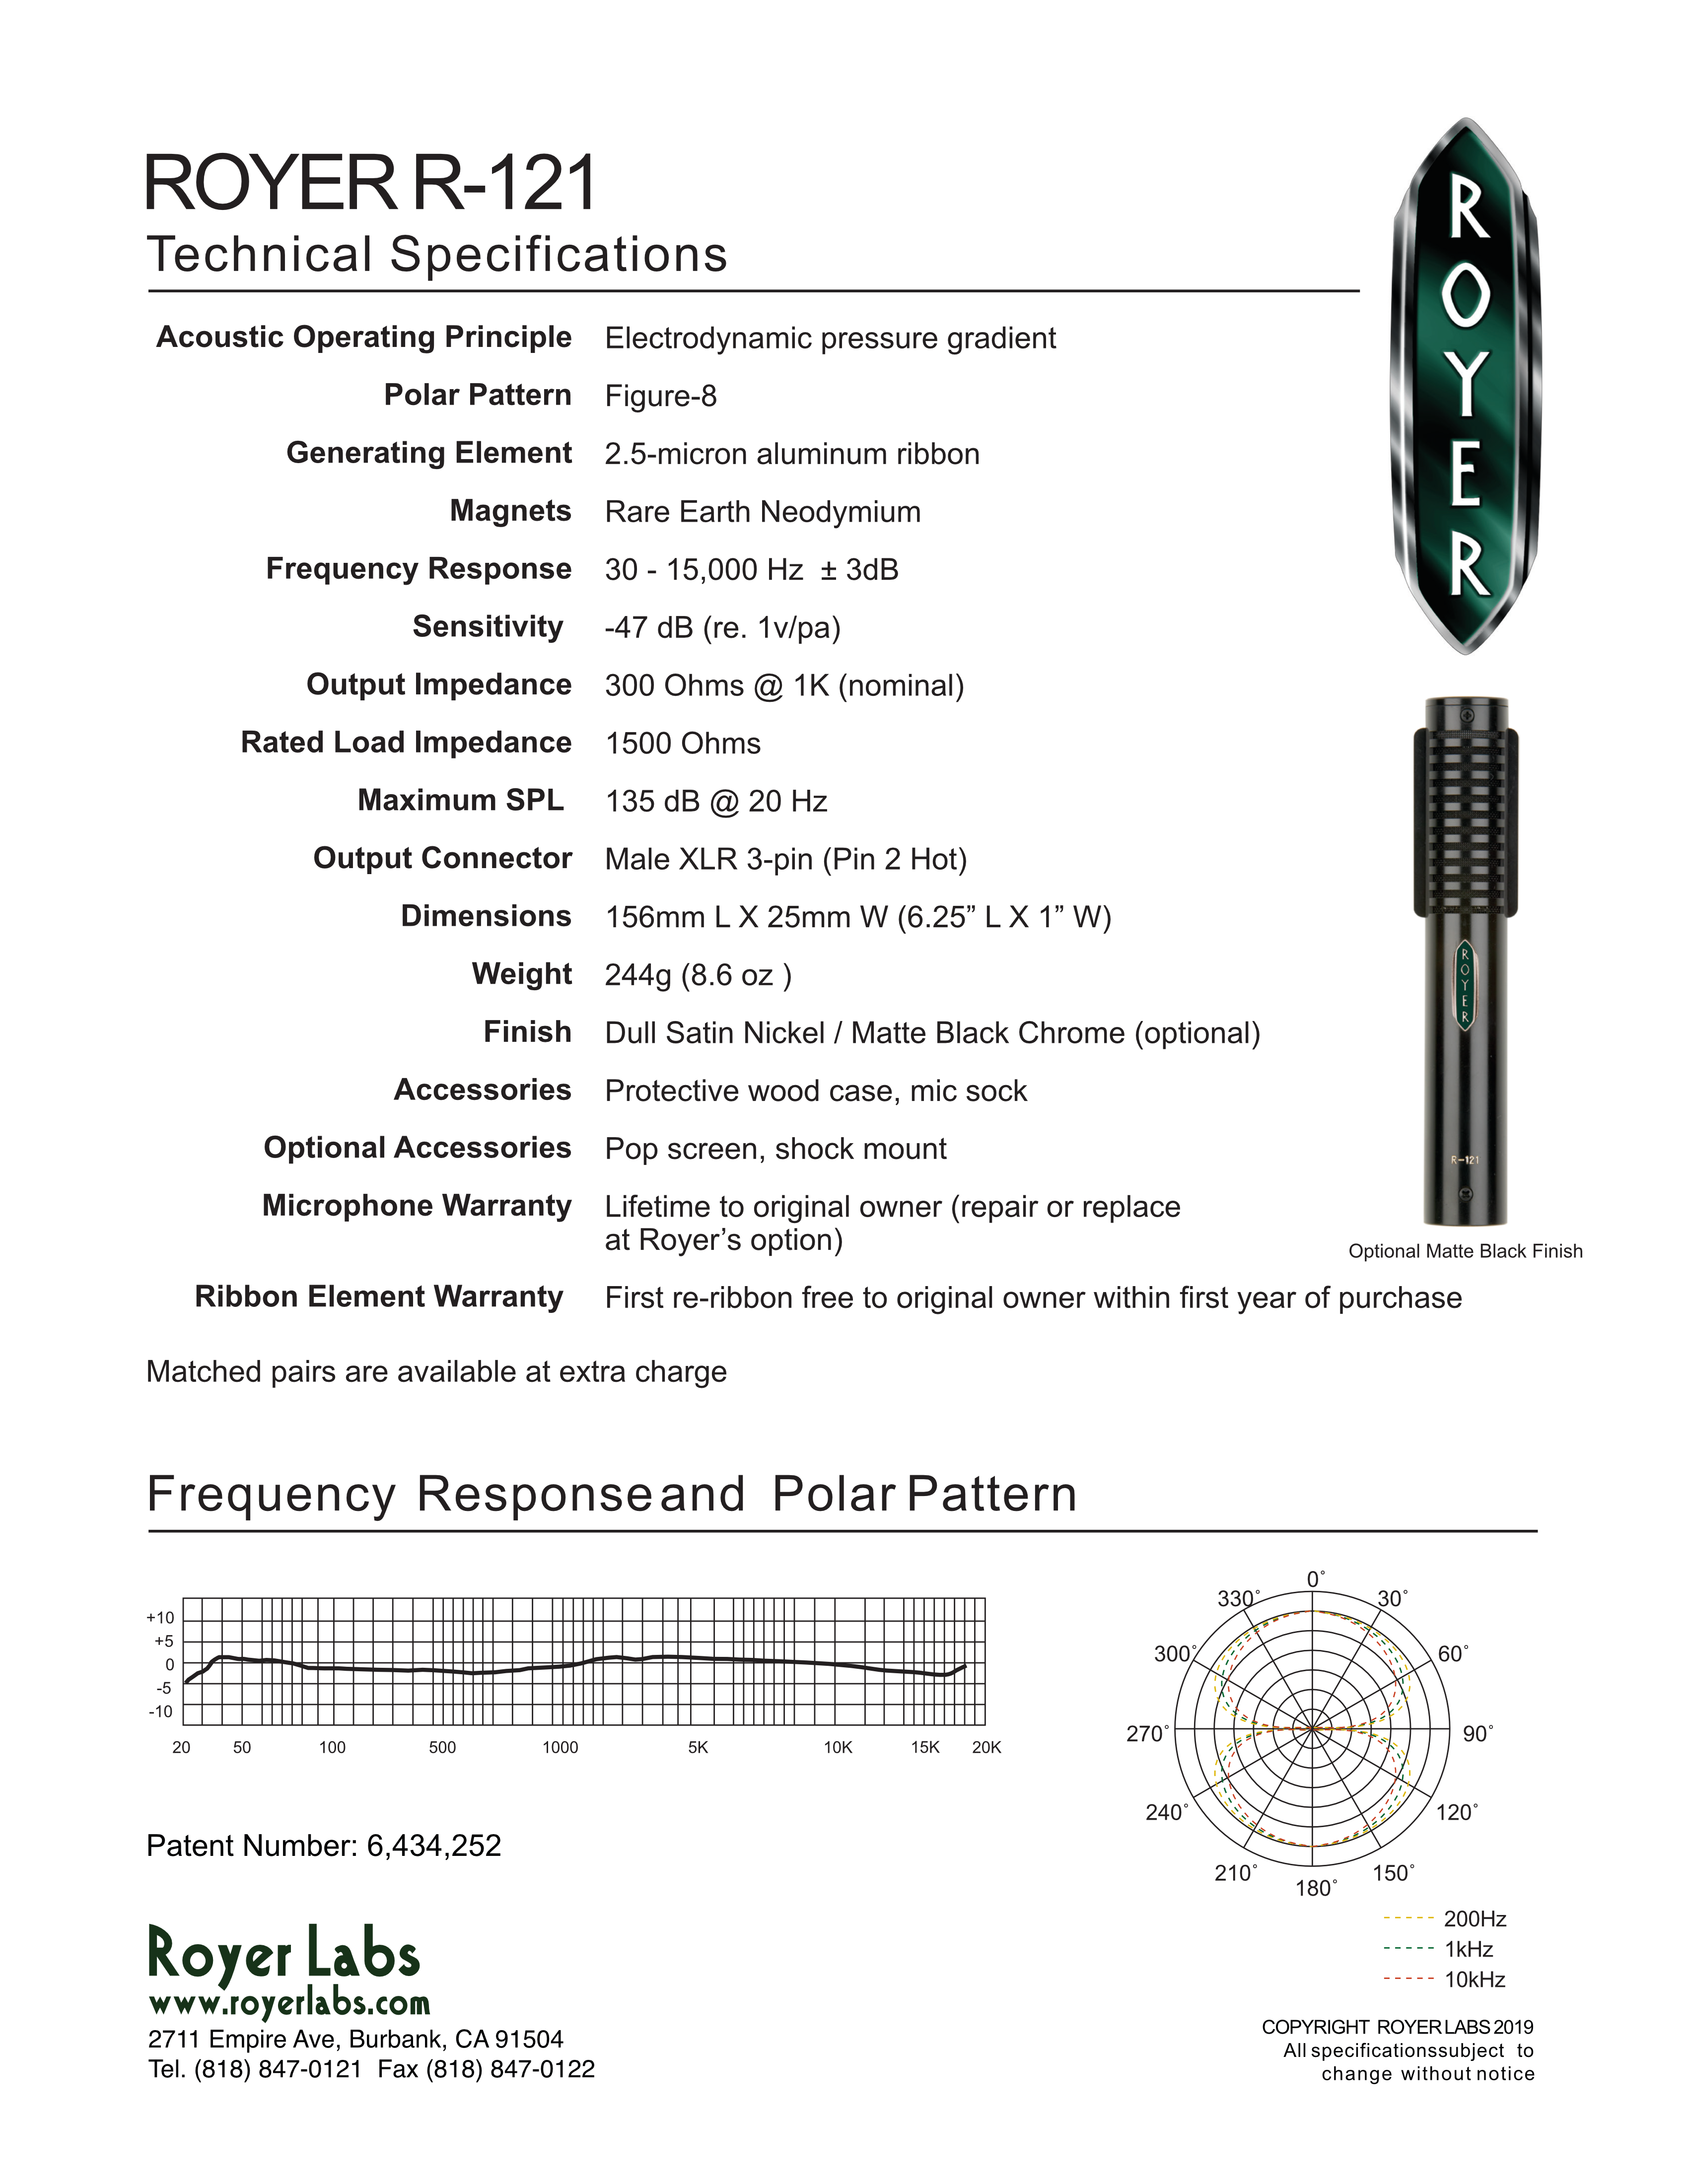 ROYER R-121
Technical Specifications
R
O
Y
E
R
Acoustic Operating Principle Electrodynamic pressure gradient
Polar Pattern Figure-8
Generating Element 2.5-micron aluminum ribbon
Magnets Rare Earth Neodymium
Frequency Response 30 - 15,000 Hz ± 3dB
Sensitivity -47 dB (re. 1v/pa)
Output Impedance 300 Ohms @ 1K (nominal)
Rated Load Impedance 1500 Ohms
Maximum SPL 135 dB @ 20 Hz
Output Connector Male XLR 3-pin (Pin 2 Hot)
Dimensions 156mm L X 25mm W (6.25” L X 1” W)
Weight 244g (8.6 oz )
Finish Dull Satin Nickel / Matte Black Chrome (optional)
Accessories Protective wood case, mic sock
Optional Accessories Pop screen, shock mount
Microphone Warranty Lifetime to original owner (repair or replace
at Royer’s option)
Ribbon Element Warranty First re-ribbon free to original owner within first year of purchase
R
O
Y
E
R
R-121
Optional Matte Black Finish
Matched pairs are available at extra charge
Frequency Response and Polar Pattern
+10
+5
0
-5
-10
20 50 100 500 1000 5K 10K 15K 20K
0°
330° 30°
300° 60°
270° 90°
240° 120°
210° 150°
180°
200Hz
1kHz
10kHz
Patent Number: 6,434,252
Royer Labs
www.royerlabs.com
2711 Empire Ave, Burbank, CA 91504
Tel. (818) 847-0121 Fax (818) 847-0122
COPYRIGHT ROYER LABS 2019
All specificationssubject to
change without notice